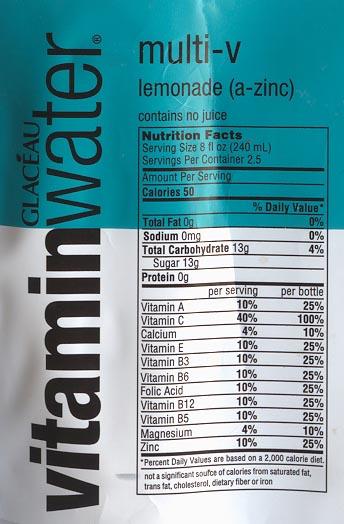 GLACÉAU
vitaminwater®
multi-v
lemonade (a-zinc)
contains no juice
Nutrition Facts
Serving Size 8 fl oz (240 mL)
Servings Per Container 2.5
Amount Per Serving
Calories 50
% Daily Value*
Total Fat 0g 0%
Sodium 0mg 0%
Total Carbohydrate 13g 4%
Sugar 13g
Protein 0g
per serving per bottle
Vitamin A 10% 25%
Vitamin C 40% 100%
Calcium 4% 10%
Vitamin E 10% 25%
Vitamin B3 10% 25%
Vitamin B6 10% 25%
Folic Acid 10% 25%
Vitamin B12 10% 25%
Vitamin B5 10% 25%
Magnesium 4% 10%
Zinc 10% 25%
*Percent Daily Values are based on a 2,000 calorie diet.
not a significant source of calories from saturated fat,
trans fat, cholesterol, dietary fiber or iron